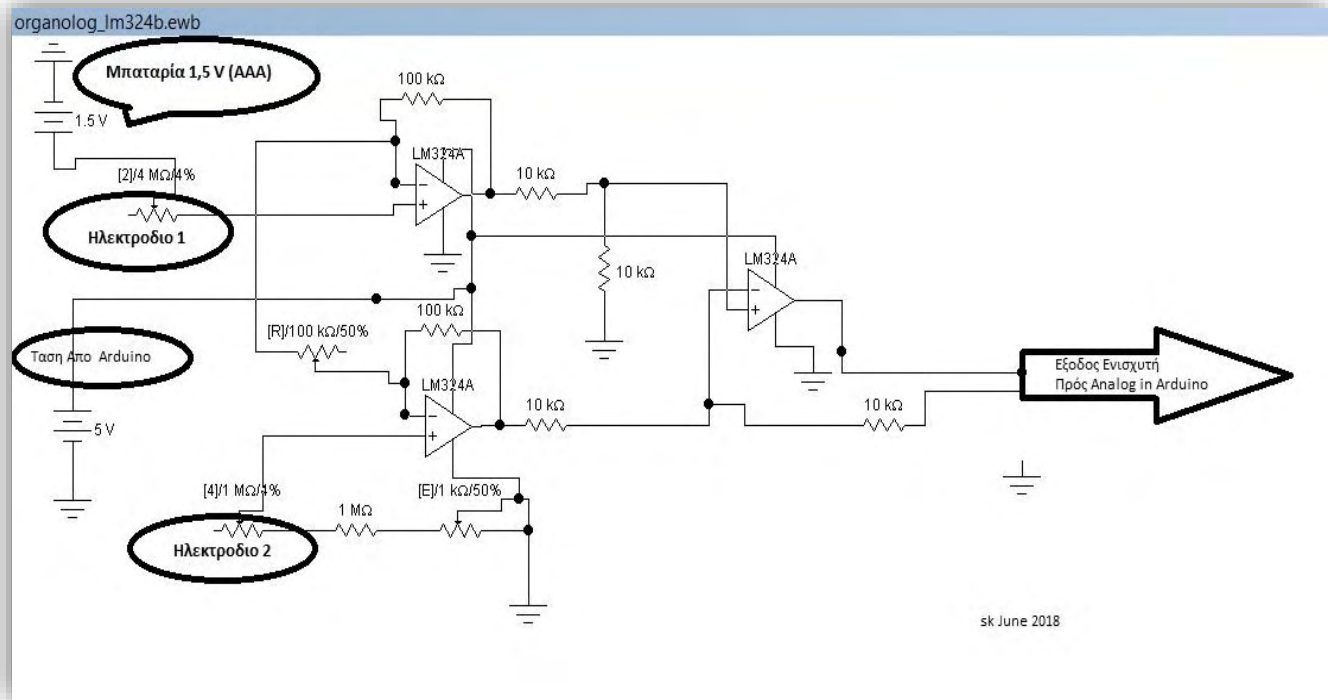 organolog_lm324b.ewb
Μπαταρία 1,5 V (AAA)
1.5 V
100 kΩ
LM324A
[2]/4 MΩ/4%
10 kΩ
Ηλεκτροδιο 1
10 kΩ
LM324A
100 kΩ
[R]/100 kΩ/50%
Ταση Απο Arduino
LM324A
5 V
10 kΩ
10 kΩ
Εξοδος Ενισχυτή
Πρός Analog in Arduino
[4]/1 MΩ/4%
[E]/1 kΩ/50%
1 MΩ
Ηλεκτροδιο 2
sk June 2018